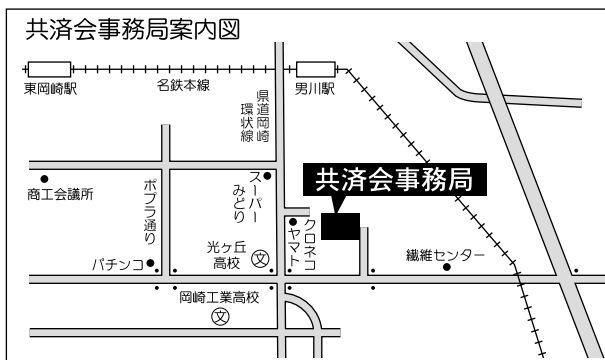 共済会事務局案内図
東岡崎駅
名鉄本線
男川駅
県道岡崎
環状線
共済会事務局
商工会議所
ポプラ通り
スーパー
みどり
クロネコ
ヤマト
光ヶ丘
高校
文
パチンコ
繊維センター
岡崎工業高校
文